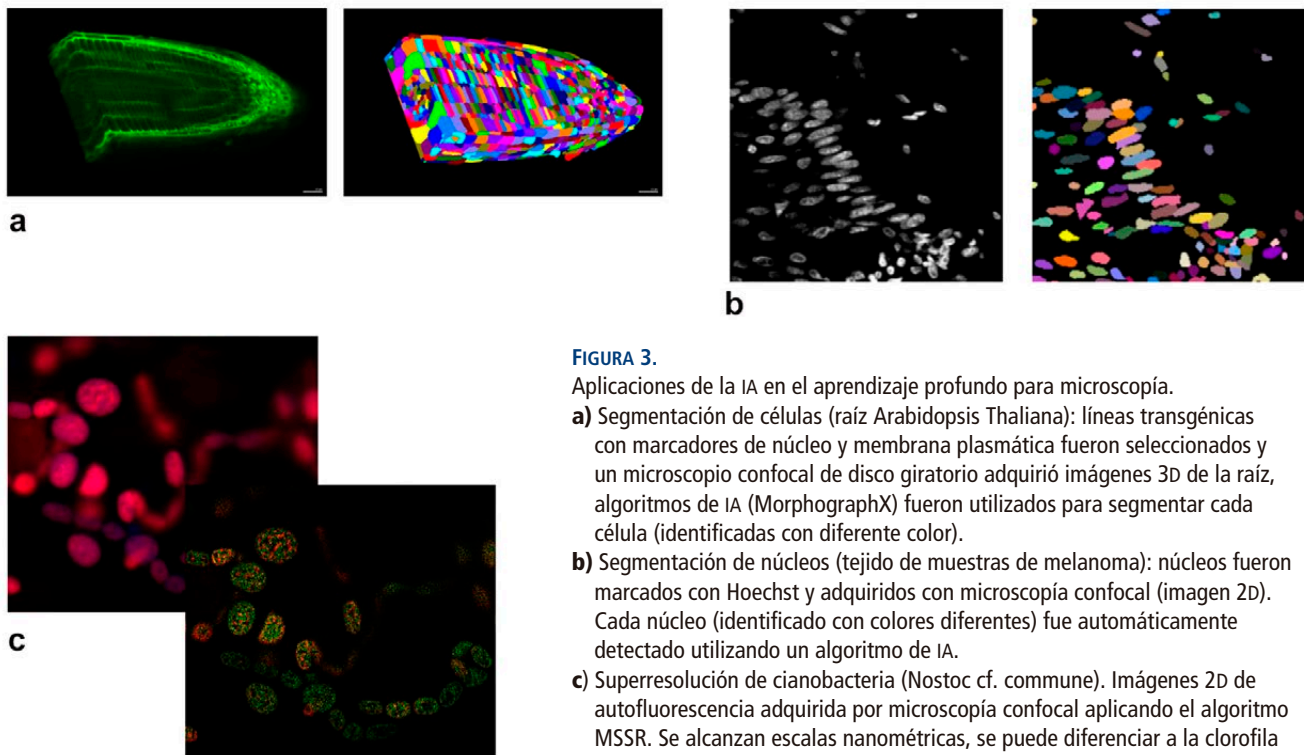 a
b
c
FIGURA 3.
Aplicaciones de la IA en el aprendizaje profundo para microscopía.
a) Segmentación de células (raíz Arabidopsis Thaliana): líneas transgénicas
con marcadores de núcleo y membrana plasmática fueron seleccionados y
un microscopio confocal de disco giratorio adquirió imágenes 3D de la raíz,
algoritmos de IA (MorphographX) fueron utilizados para segmentar cada
célula (identificadas con diferente color).
b) Segmentación de núcleos (tejido de muestras de melanoma): núcleos fueron
marcados con Hoechst y adquiridos con microscopía confocal (imagen 2D).
Cada núcleo (identificado con colores diferentes) fue automáticamente
detectado utilizando un algoritmo de IA.
c) Superresolución de cianobacteria (Nostoc cf. commune). Imágenes 2D de
autofluorescencia adquirida por microscopía confocal aplicando el algoritmo
MSSR. Se alcanzan escalas nanométricas, se puede diferenciar a la clorofila